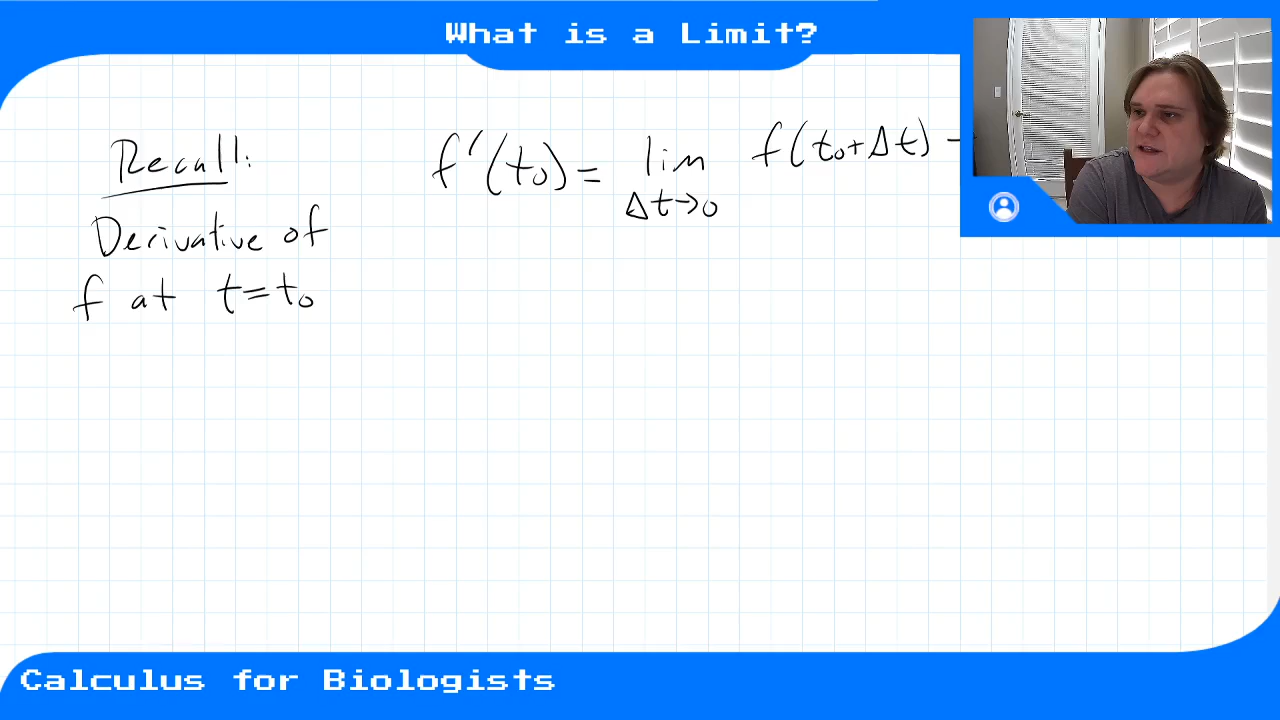 What is a Limit?
Recall:
Derivative of
f at t=t₀
f'(t₀) = lim f(t₀+Δt) -
Δt→0
Calculus for Biologists